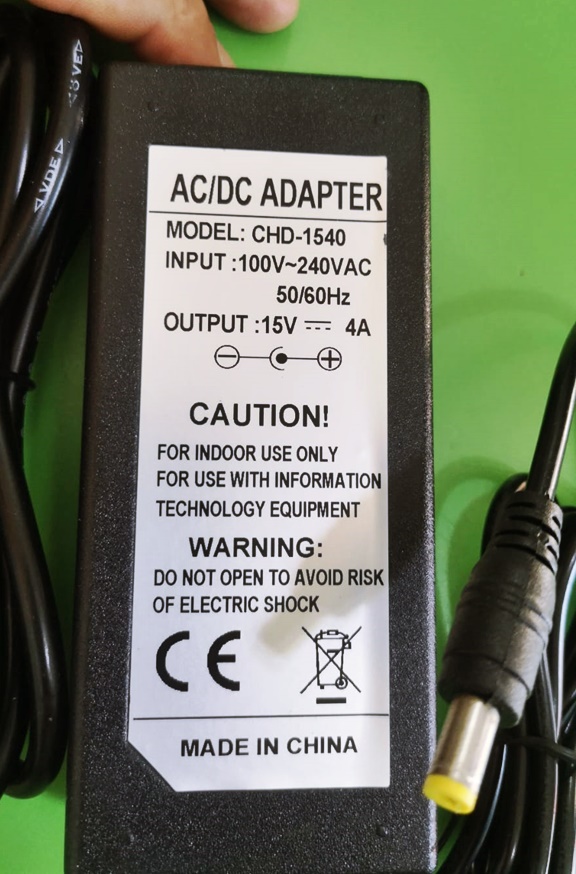 AC/DC ADAPTER
MODEL: CHD-1540
INPUT :100V~240VAC
50/60Hz
OUTPUT :15V ⎓ 4A
CAUTION!
FOR INDOOR USE ONLY
FOR USE WITH INFORMATION
TECHNOLOGY EQUIPMENT
WARNING:
DO NOT OPEN TO AVOID RISK
OF ELECTRIC SHOCK
CE
MADE IN CHINA
VDE